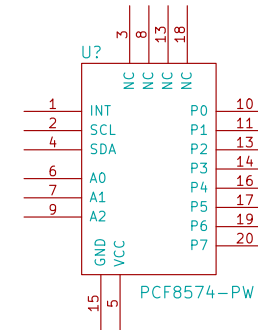 3 8 13 18
U?
NC NC NC NC
1 INT P0 10
2 SCL P1 11
4 SDA P2 13
P3 14
6 A0 P4 16
7 A1 P5 17
9 A2 P6 19
P7 20
GND VCC
15 5
PCF8574-PW